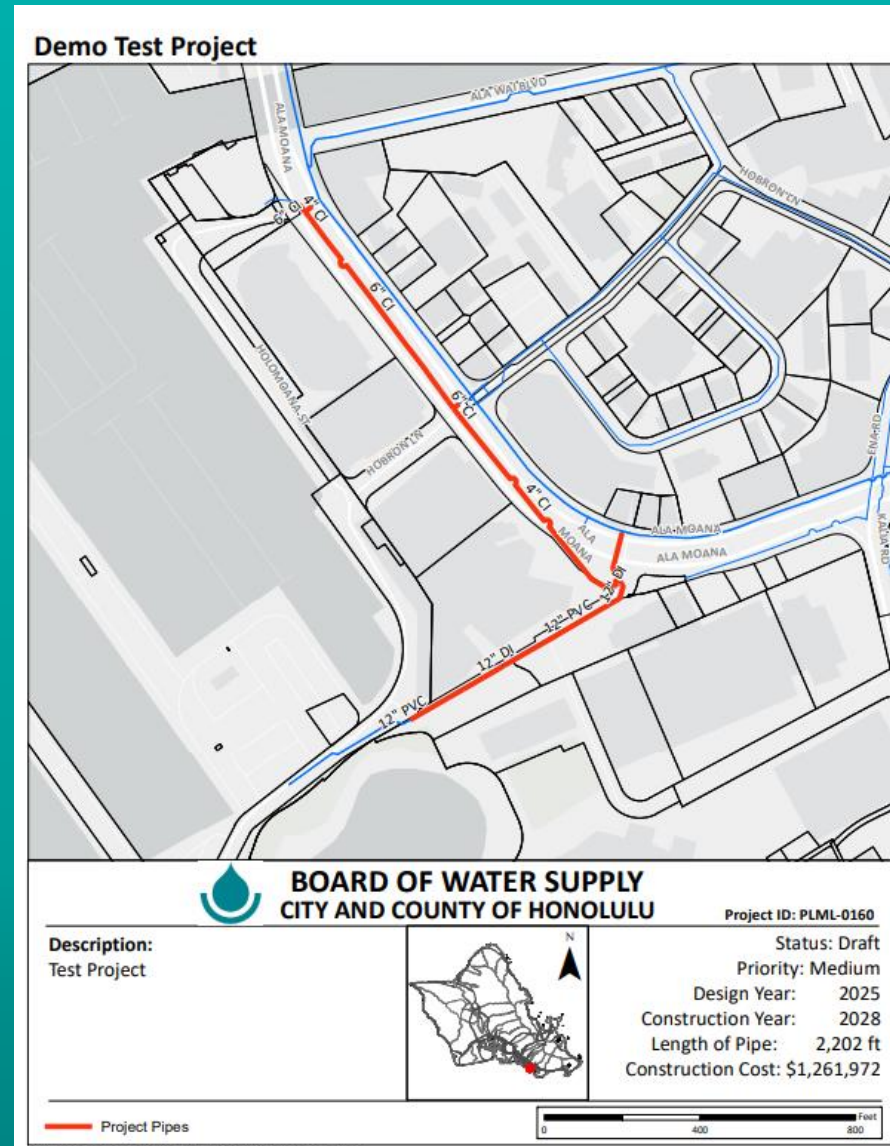 Demo Test Project
ALA WAI BLVD
ALA MOANA
HOBRON LN
4" CI
6" CI
6" CI
HOLOMOANA ST
HOBRON LN
4" CI
ENA RD
ALA MOANA
ALA MOANA
ALA MOANA
KALIA RD
12" DI
12" PVC
12" DI
12" PVC
BOARD OF WATER SUPPLY
CITY AND COUNTY OF HONOLULU
Project ID: PLML-0160
Description:
Test Project
N
Status: Draft
Priority: Medium
Design Year: 2025
Construction Year: 2028
Length of Pipe: 2,202 ft
Construction Cost: $1,261,972
Project Pipes
Feet
0 400 800